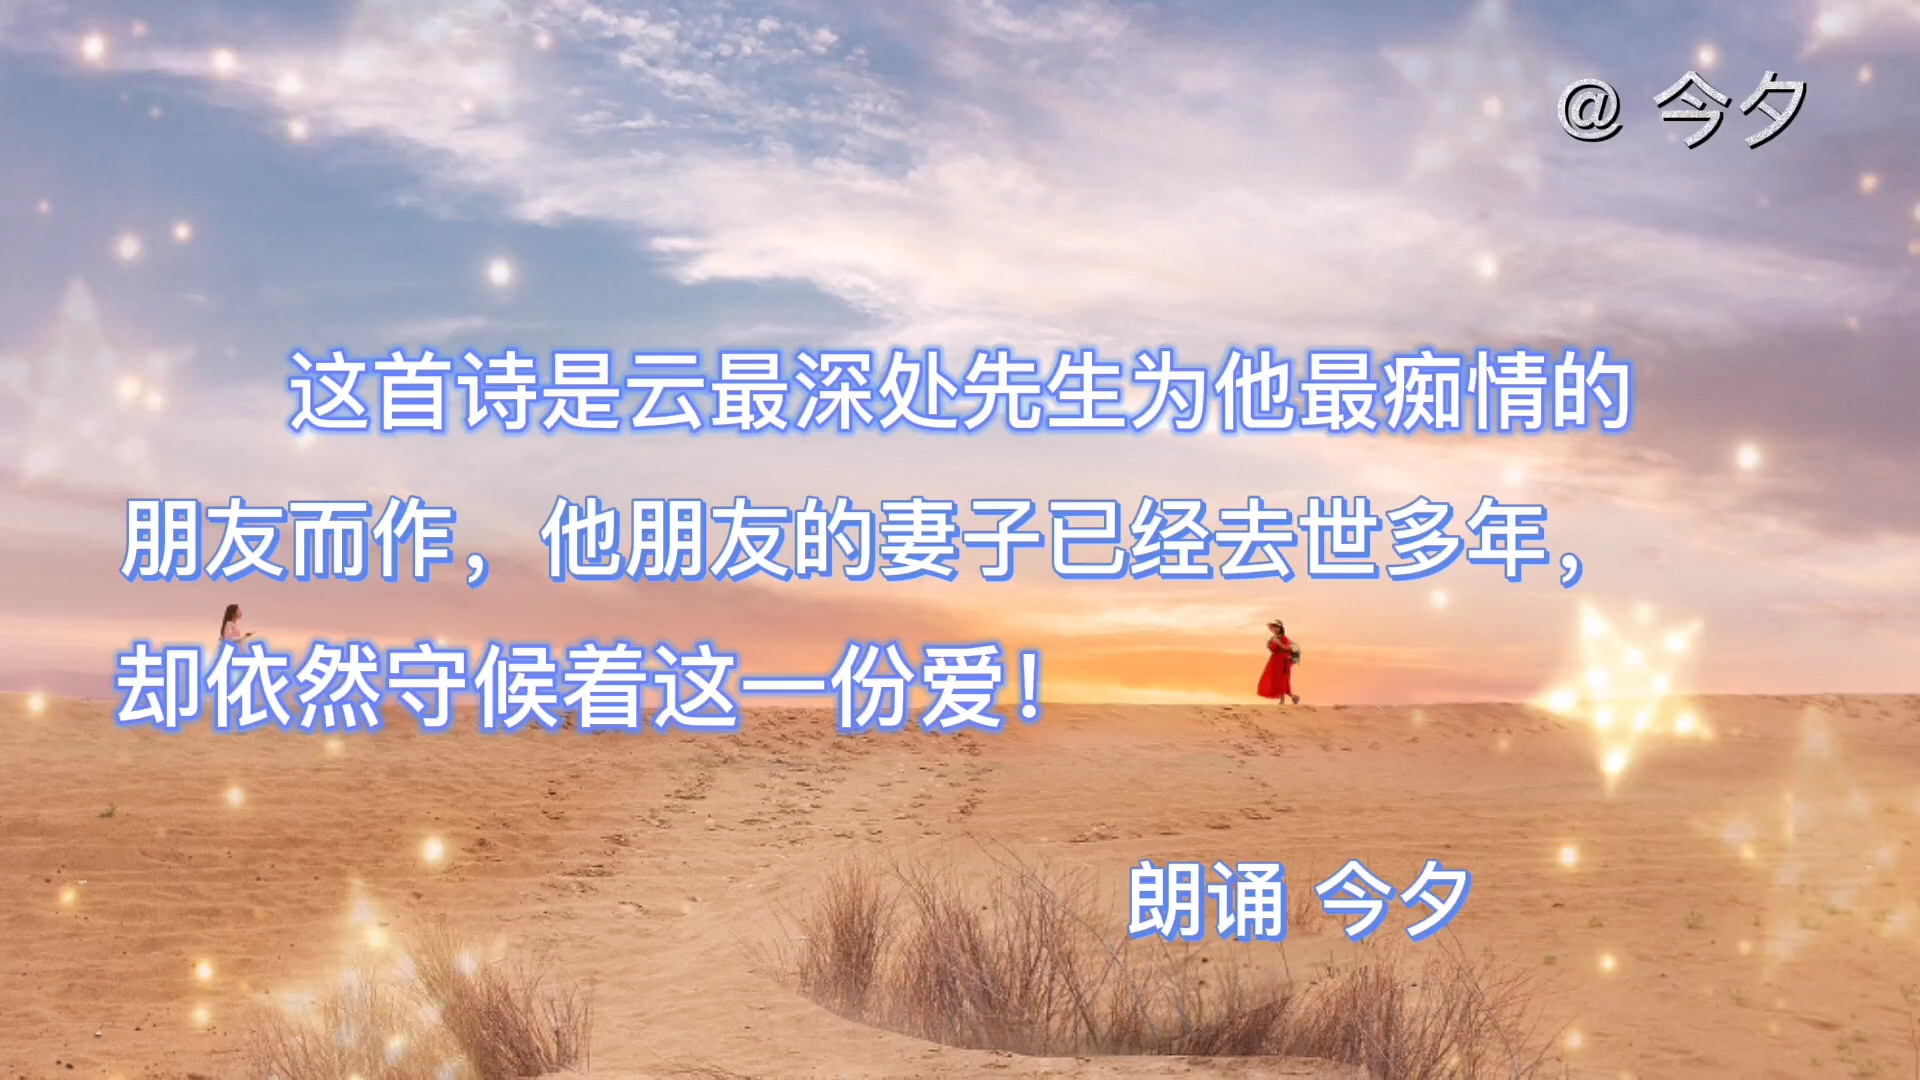 @ 今夕
这首诗是云最深处先生为他最痴情的
朋友而作，他朋友的妻子已经去世多年，
却依然守候着这一份爱！
朗诵 今夕